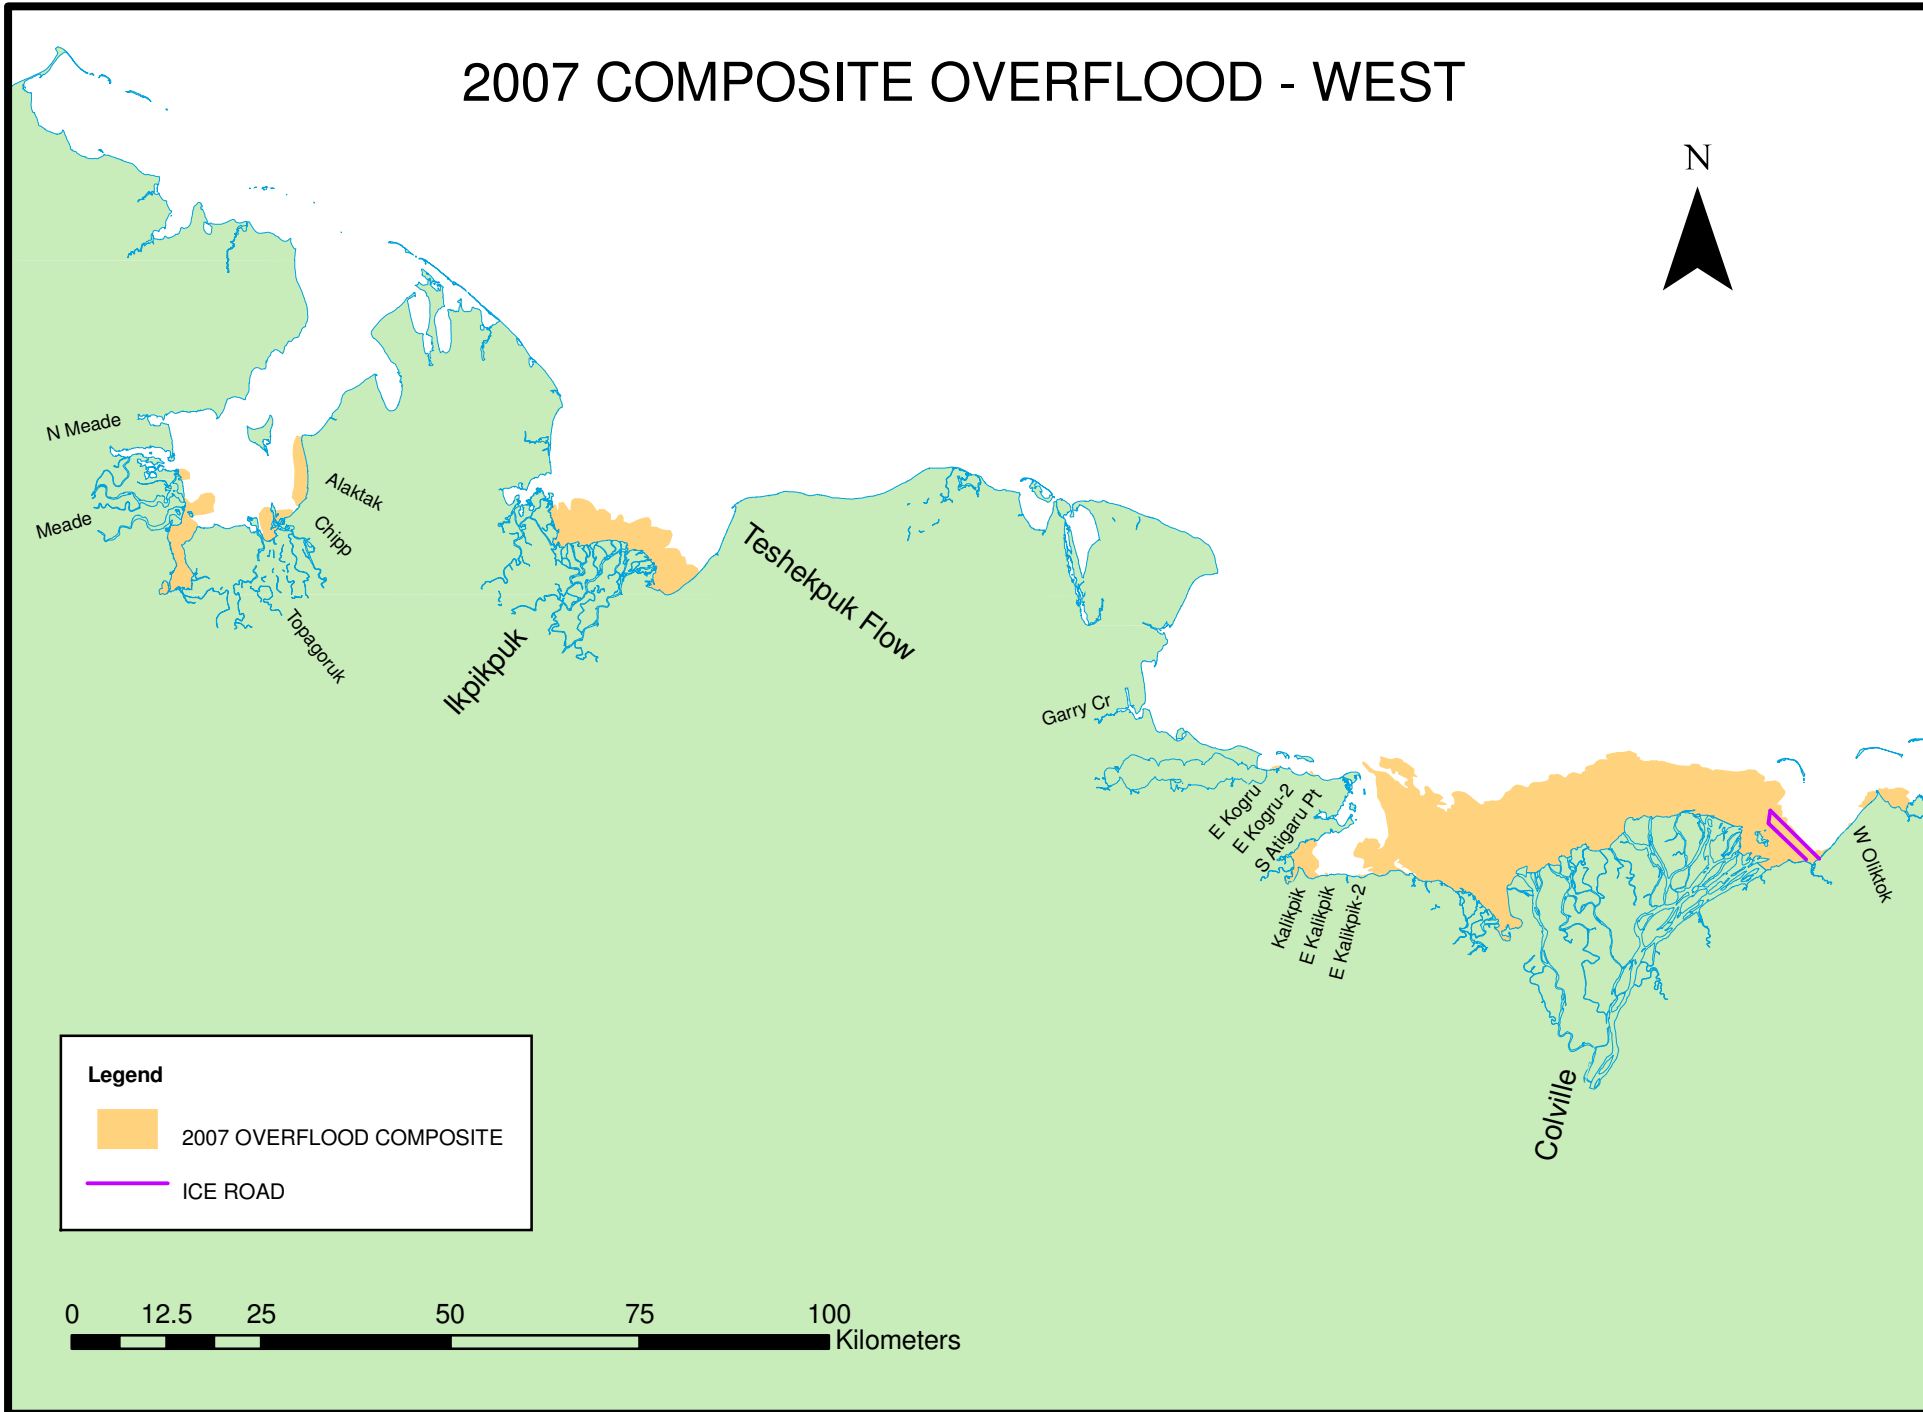 2007 COMPOSITE OVERFLOOD - WEST
N
N Meade
Meade
Alaktak
Chipp
Topagoruk
Ikpikpuk
Teshekpuk Flow
Garry Cr
E Kogru
E Kogru-2
S Atigaru Pt
Kalikpik
E Kalikpik
E Kalikpik-2
W Oliktok
Colville
Legend
2007 OVERFLOOD COMPOSITE
ICE ROAD
0 12.5 25 50 75 100
Kilometers